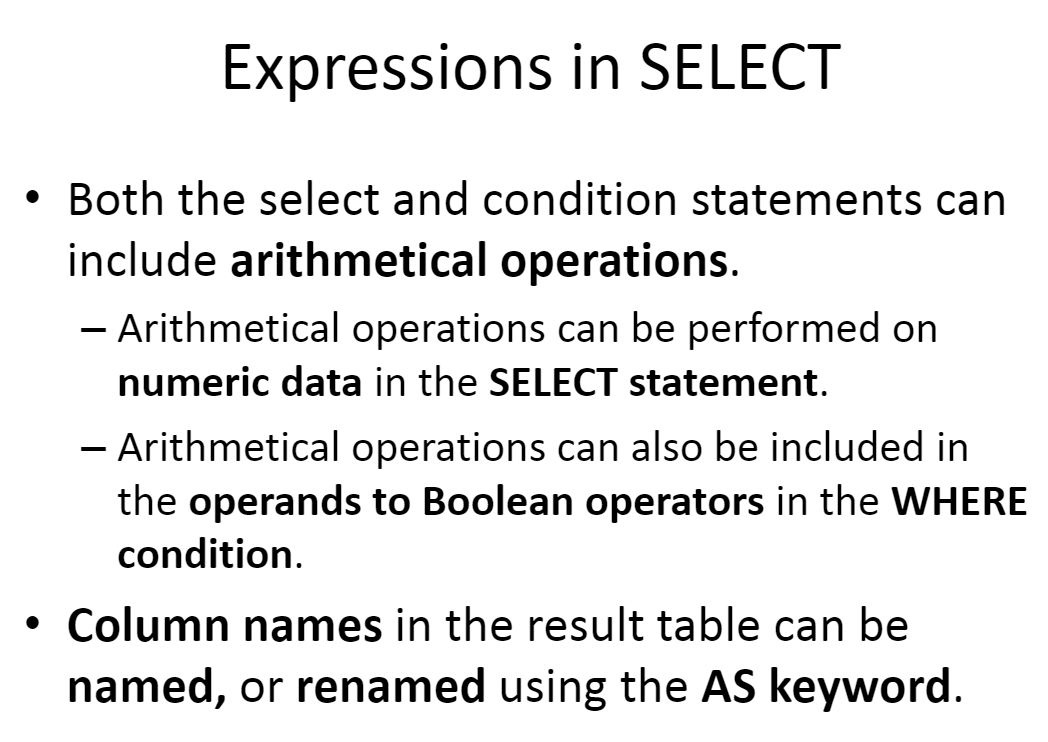 Expressions in SELECT
• Both the select and condition statements can
include arithmetical operations.
– Arithmetical operations can be performed on
numeric data in the SELECT statement.
– Arithmetical operations can also be included in
the operands to Boolean operators in the WHERE
condition.
• Column names in the result table can be
named, or renamed using the AS keyword.